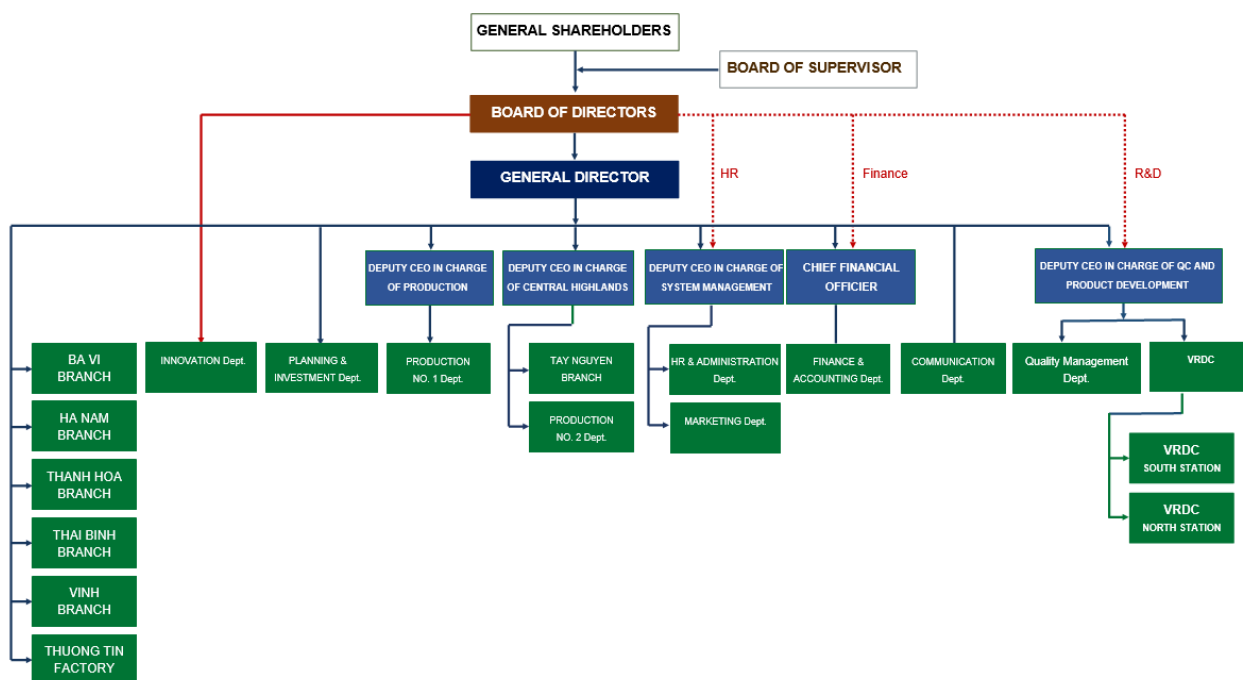 GENERAL SHAREHOLDERS
BOARD OF SUPERVISOR
BOARD OF DIRECTORS
GENERAL DIRECTOR
HR
Finance
R&D
DEPUTY CEO IN CHARGE
OF PRODUCTION
DEPUTY CEO IN CHARGE
OF CENTRAL HIGHLANDS
DEPUTY CEO IN CHARGE OF
SYSTEM MANAGEMENT
CHIEF FINANCIAL
OFFICER
DEPUTY CEO IN CHARGE OF QC AND
PRODUCT DEVELOPMENT
BA VI
BRANCH
INNOVATION Dept.
PLANNING &
INVESTMENT Dept.
PRODUCTION
NO. 1 Dept.
TAY NGUYEN
BRANCH
HR & ADMINISTRATION
Dept.
FINANCE &
ACCOUNTING Dept.
COMMUNICATION
Dept.
Quality Management
Dept.
VRDC
HA NAM
BRANCH
PRODUCTION
NO. 2 Dept.
MARKETING Dept.
THANH HOA
BRANCH
VRDC
SOUTH STATION
THAI BINH
BRANCH
VRDC
NORTH STATION
VINH
BRANCH
THUONG TIN
FACTORY